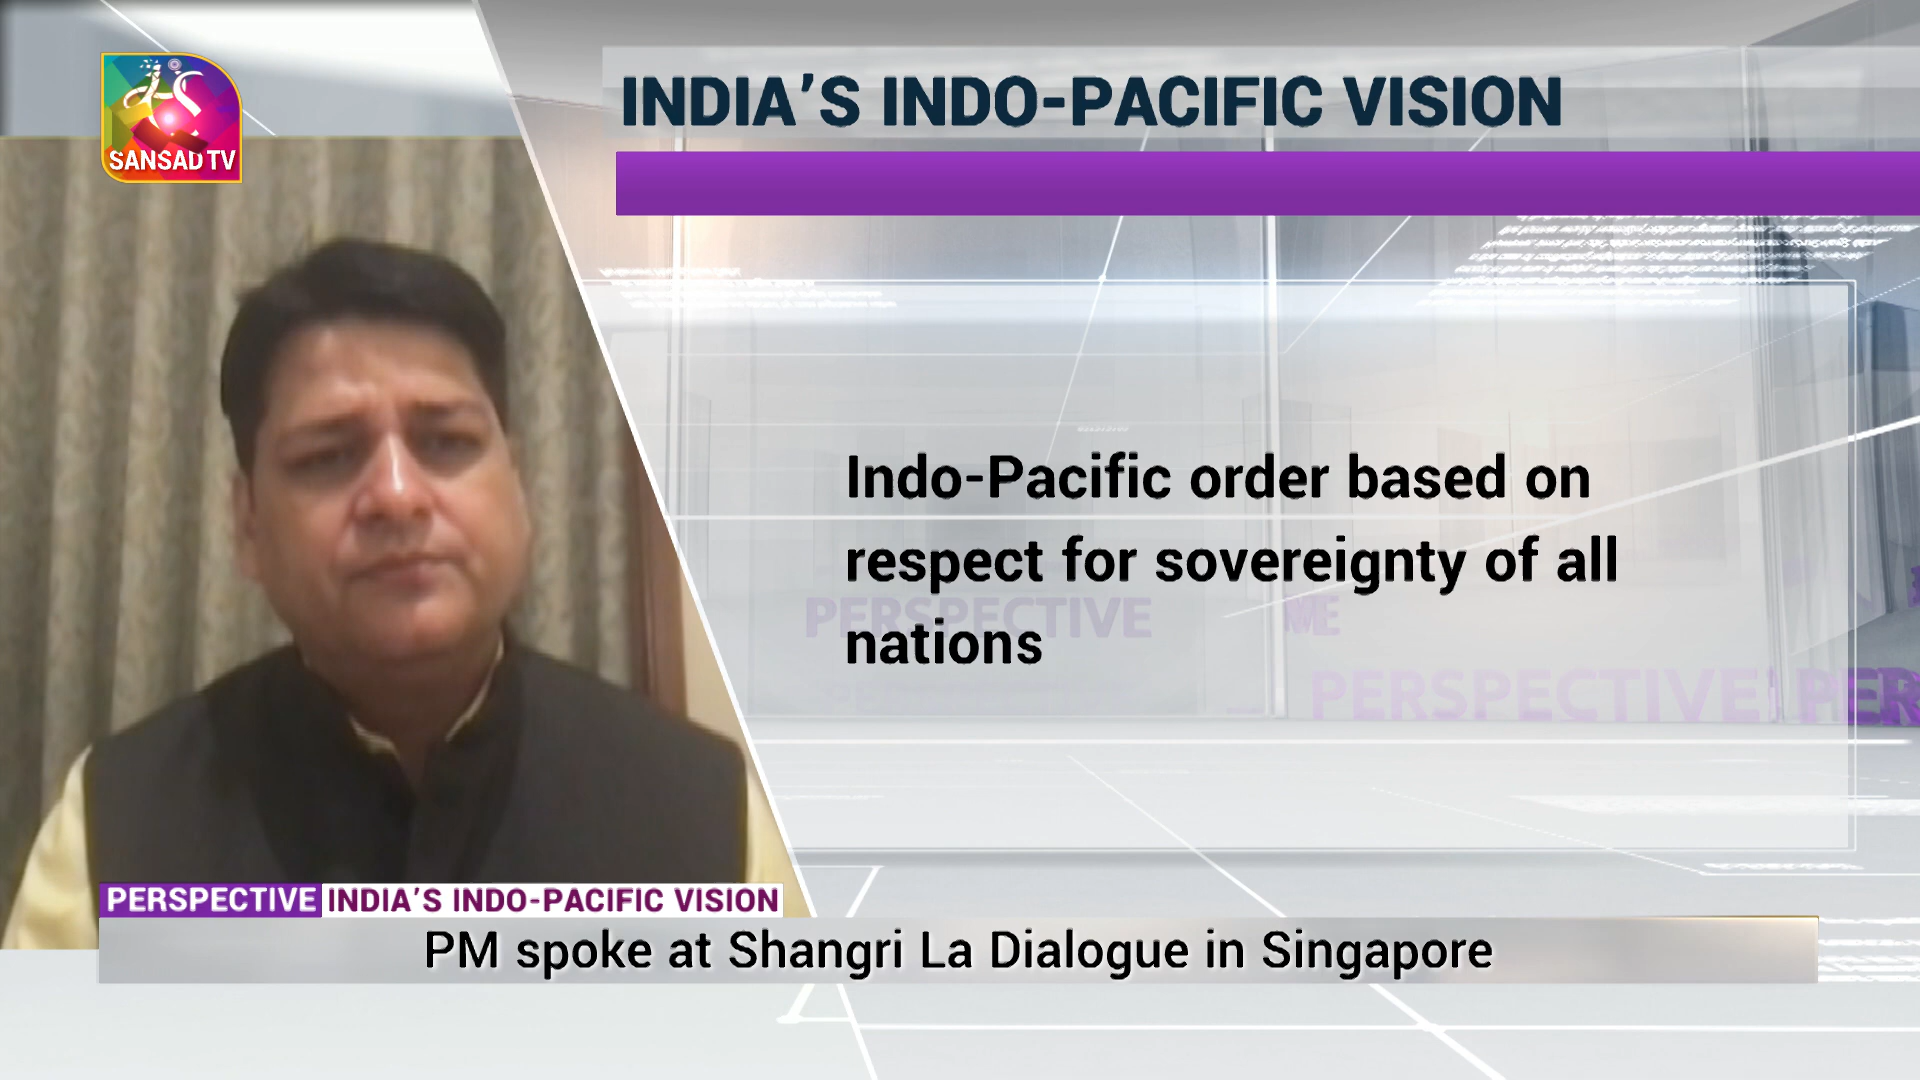 SANSAD TV
INDIA'S INDO-PACIFIC VISION
Indo-Pacific order based on
respect for sovereignty of all
nations
PERSPECTIVE
PERSPECTIVE
PERSPECTIVE INDIA'S INDO-PACIFIC VISION
PM spoke at Shangri La Dialogue in Singapore